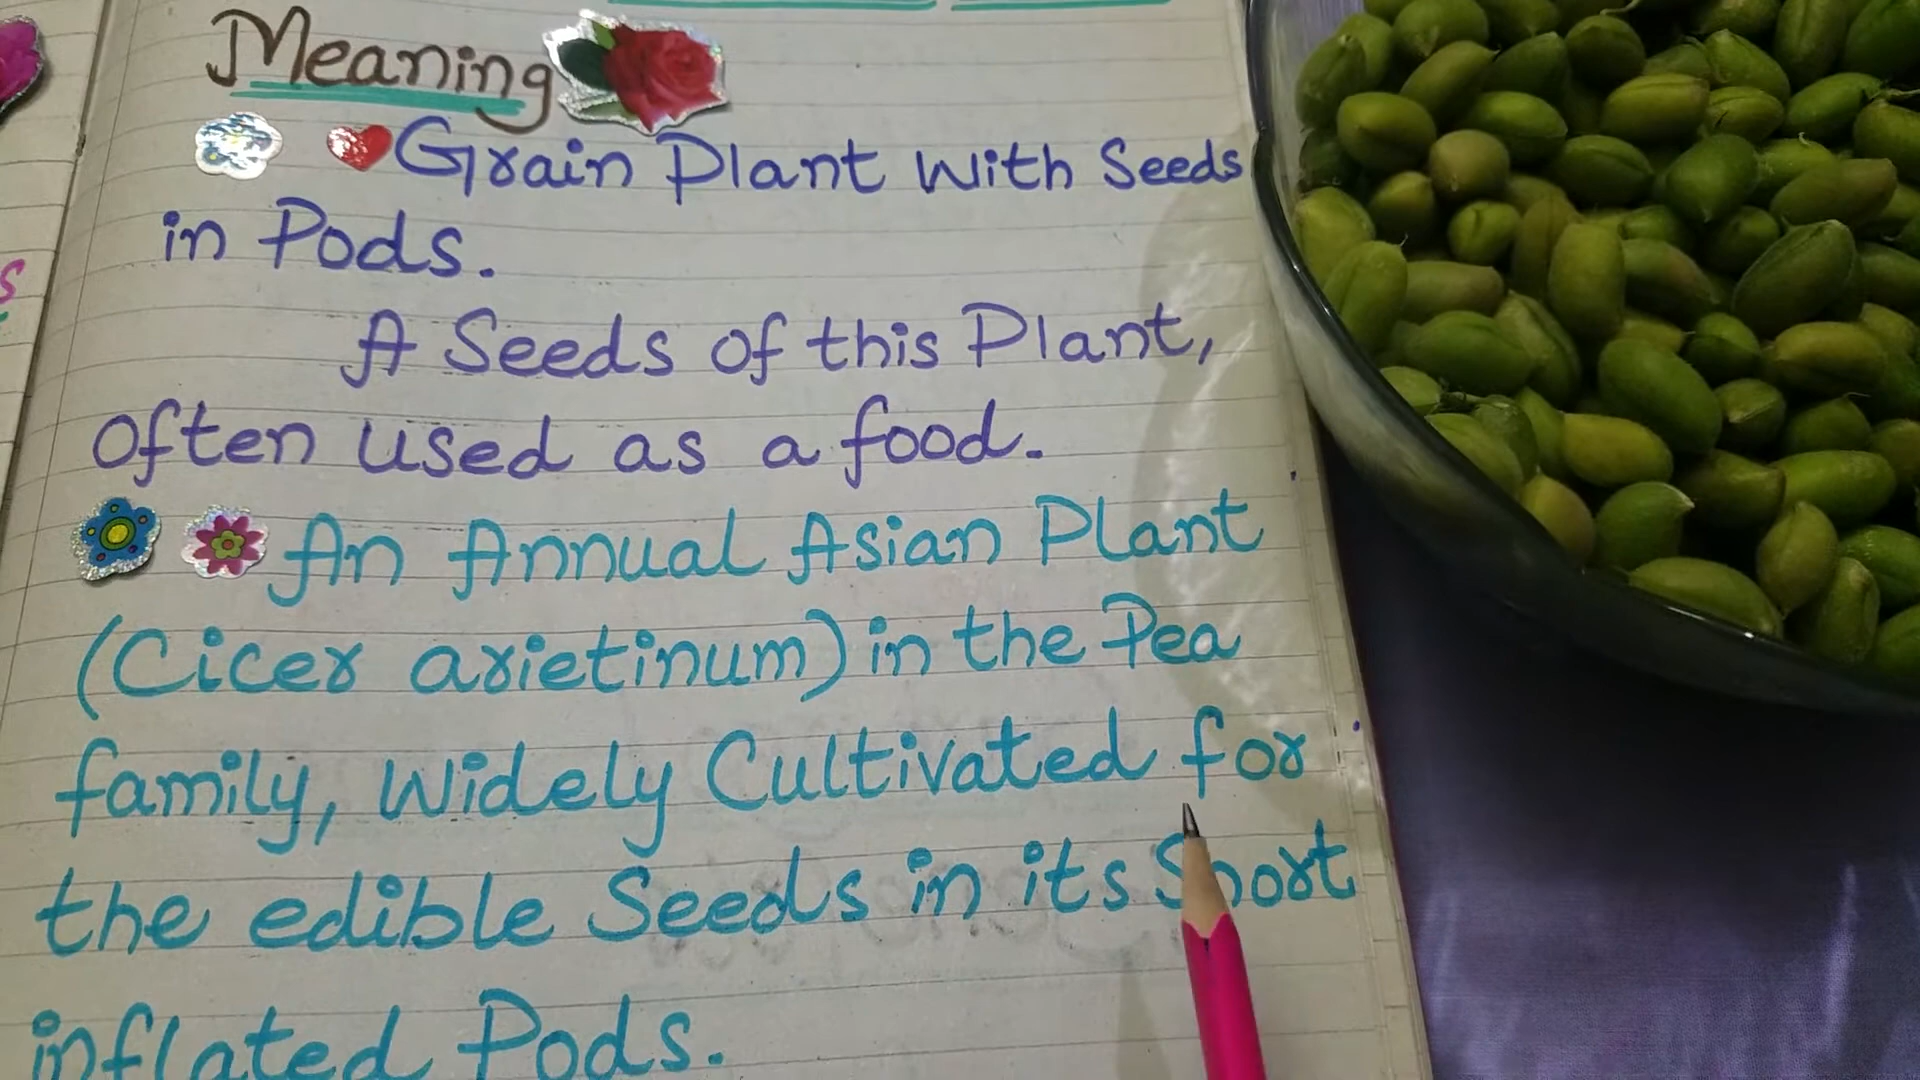 Meaning
Grain Plant With Seeds
in Pods.
A Seeds of this Plant,
Often used as a food.
An Annual Asian Plant
(Cicer arietinum) in the Pea
family, Widely Cultivated for
the edible Seeds in its Short
inflated Pods.
s